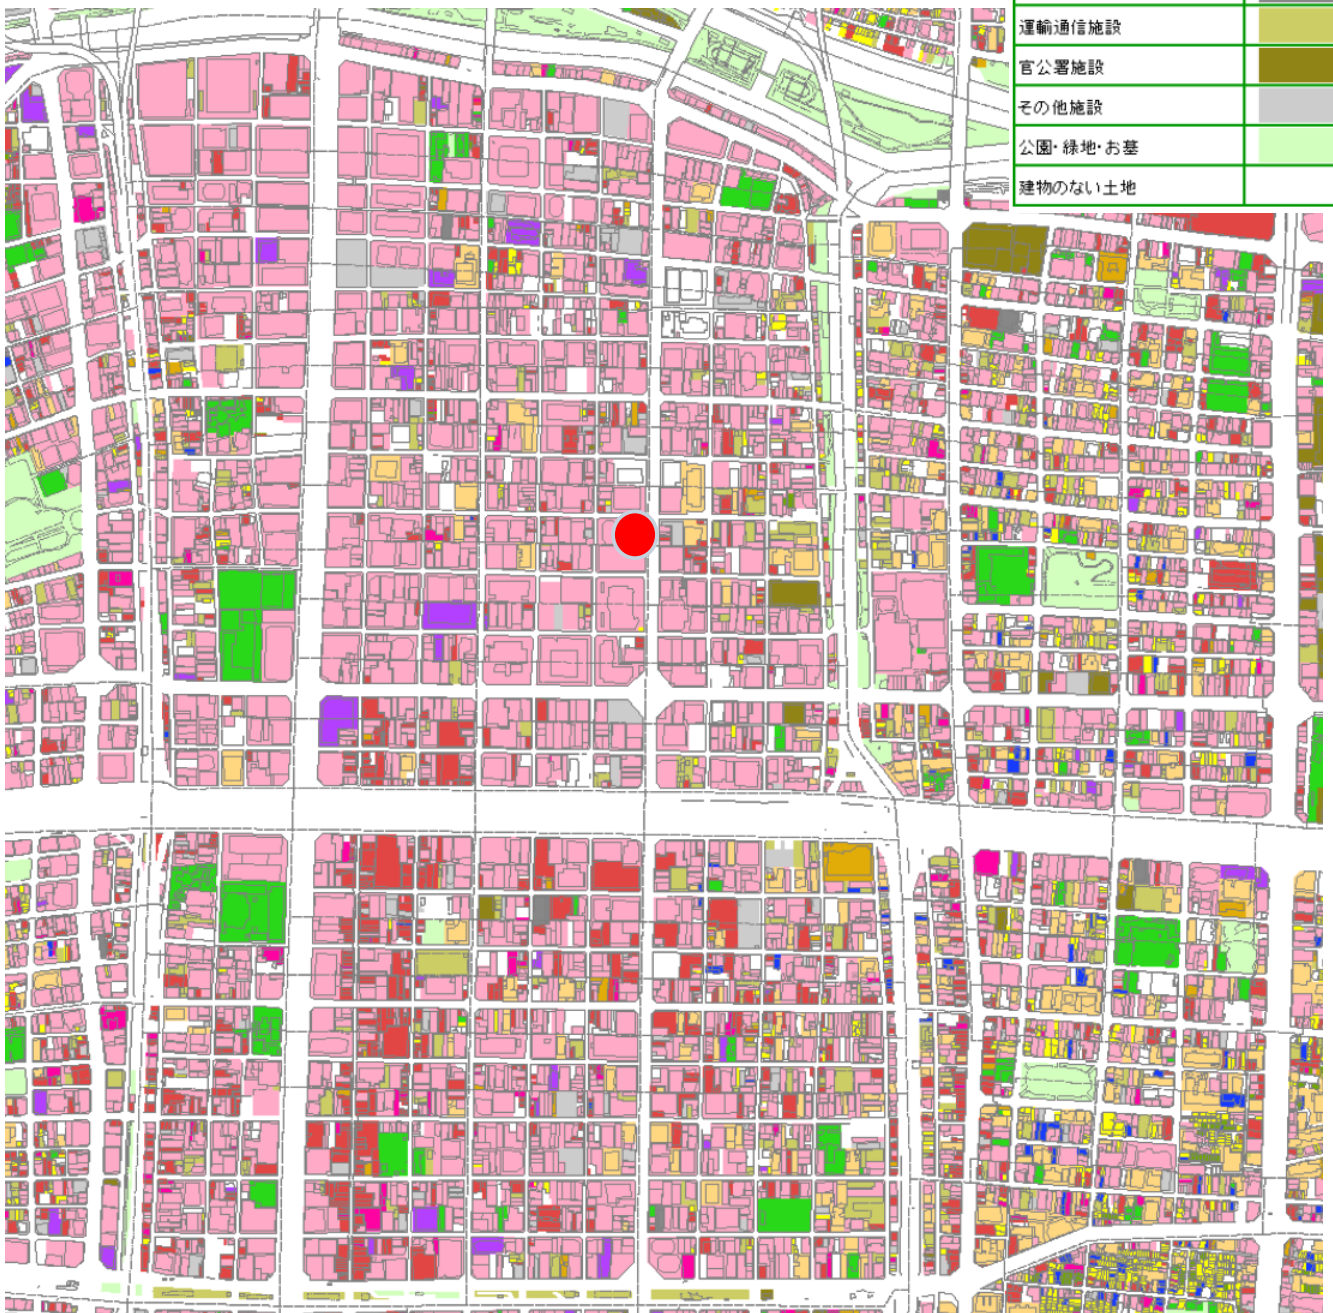 運輸通信施設
官公署施設
その他施設
公園・緑地・お墓
建物のない土地